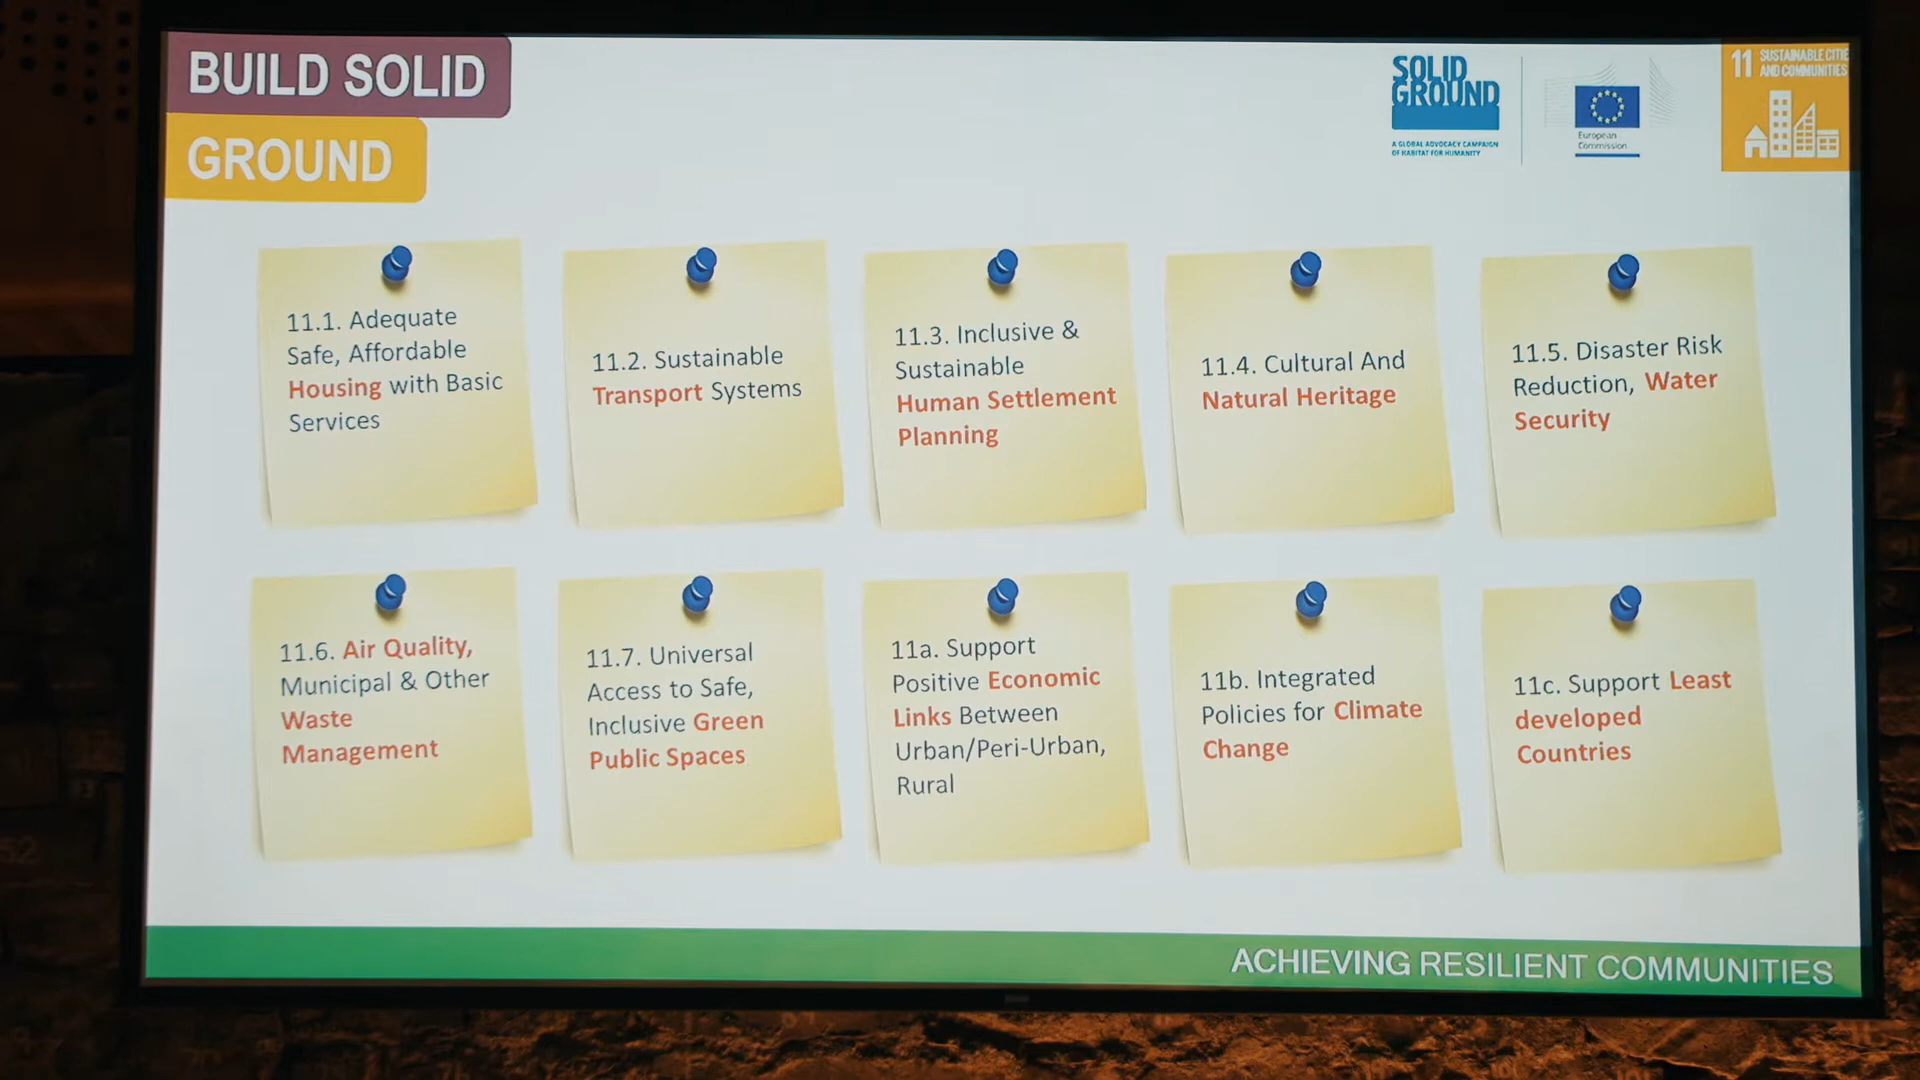 BUILD SOLID
GROUND
SOLID
GROUND
A GLOBAL ADVOCACY CAMPAIGN
OF HABITAT FOR HUMANITY
European
Commission
11 SUSTAINABLE CITIE
AND COMMUNITIES
11.1. Adequate
Safe, Affordable
Housing with Basic
Services
11.2. Sustainable
Transport Systems
11.3. Inclusive &
Sustainable
Human Settlement
Planning
11.4. Cultural And
Natural Heritage
11.5. Disaster Risk
Reduction, Water
Security
11.6. Air Quality,
Municipal & Other
Waste
Management
11.7. Universal
Access to Safe,
Inclusive Green
Public Spaces
11a. Support
Positive Economic
Links Between
Urban/Peri-Urban,
Rural
11b. Integrated
Policies for Climate
Change
11c. Support Least
developed
Countries
ACHIEVING RESILIENT COMMUNITIES